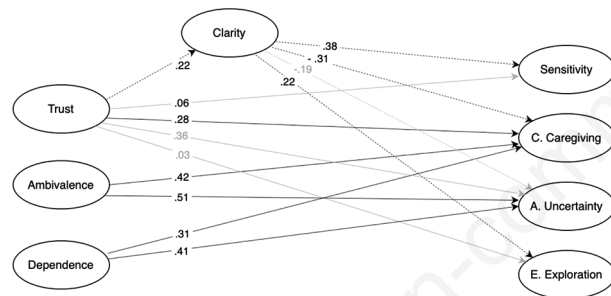 Clarity
.38
- .31
-.19
.22
.22
Sensitivity
Trust
.06
.28
.36
.03
C. Caregiving
Ambivalence
.42
.51
A. Uncertainty
Dependence
.31
.41
E. Exploration